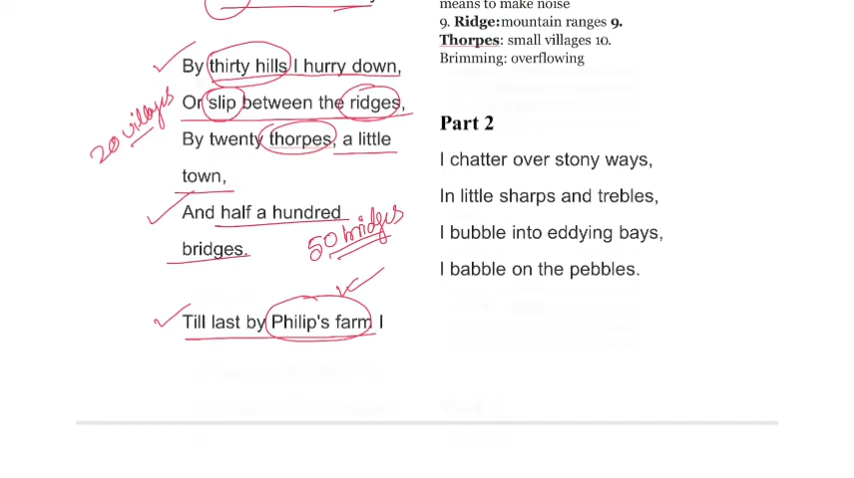 By thirty hills I hurry down,
Or slip between the ridges,
20 villages
By twenty thorpes, a little
town,
And half a hundred
50 bridges
bridges.
Till last by Philip's farm I
means to make noise
9. Ridge:mountain ranges 9.
Thorpes: small villages 10.
Brimming: overflowing
Part 2
I chatter over stony ways,
In little sharps and trebles,
I bubble into eddying bays,
I babble on the pebbles.